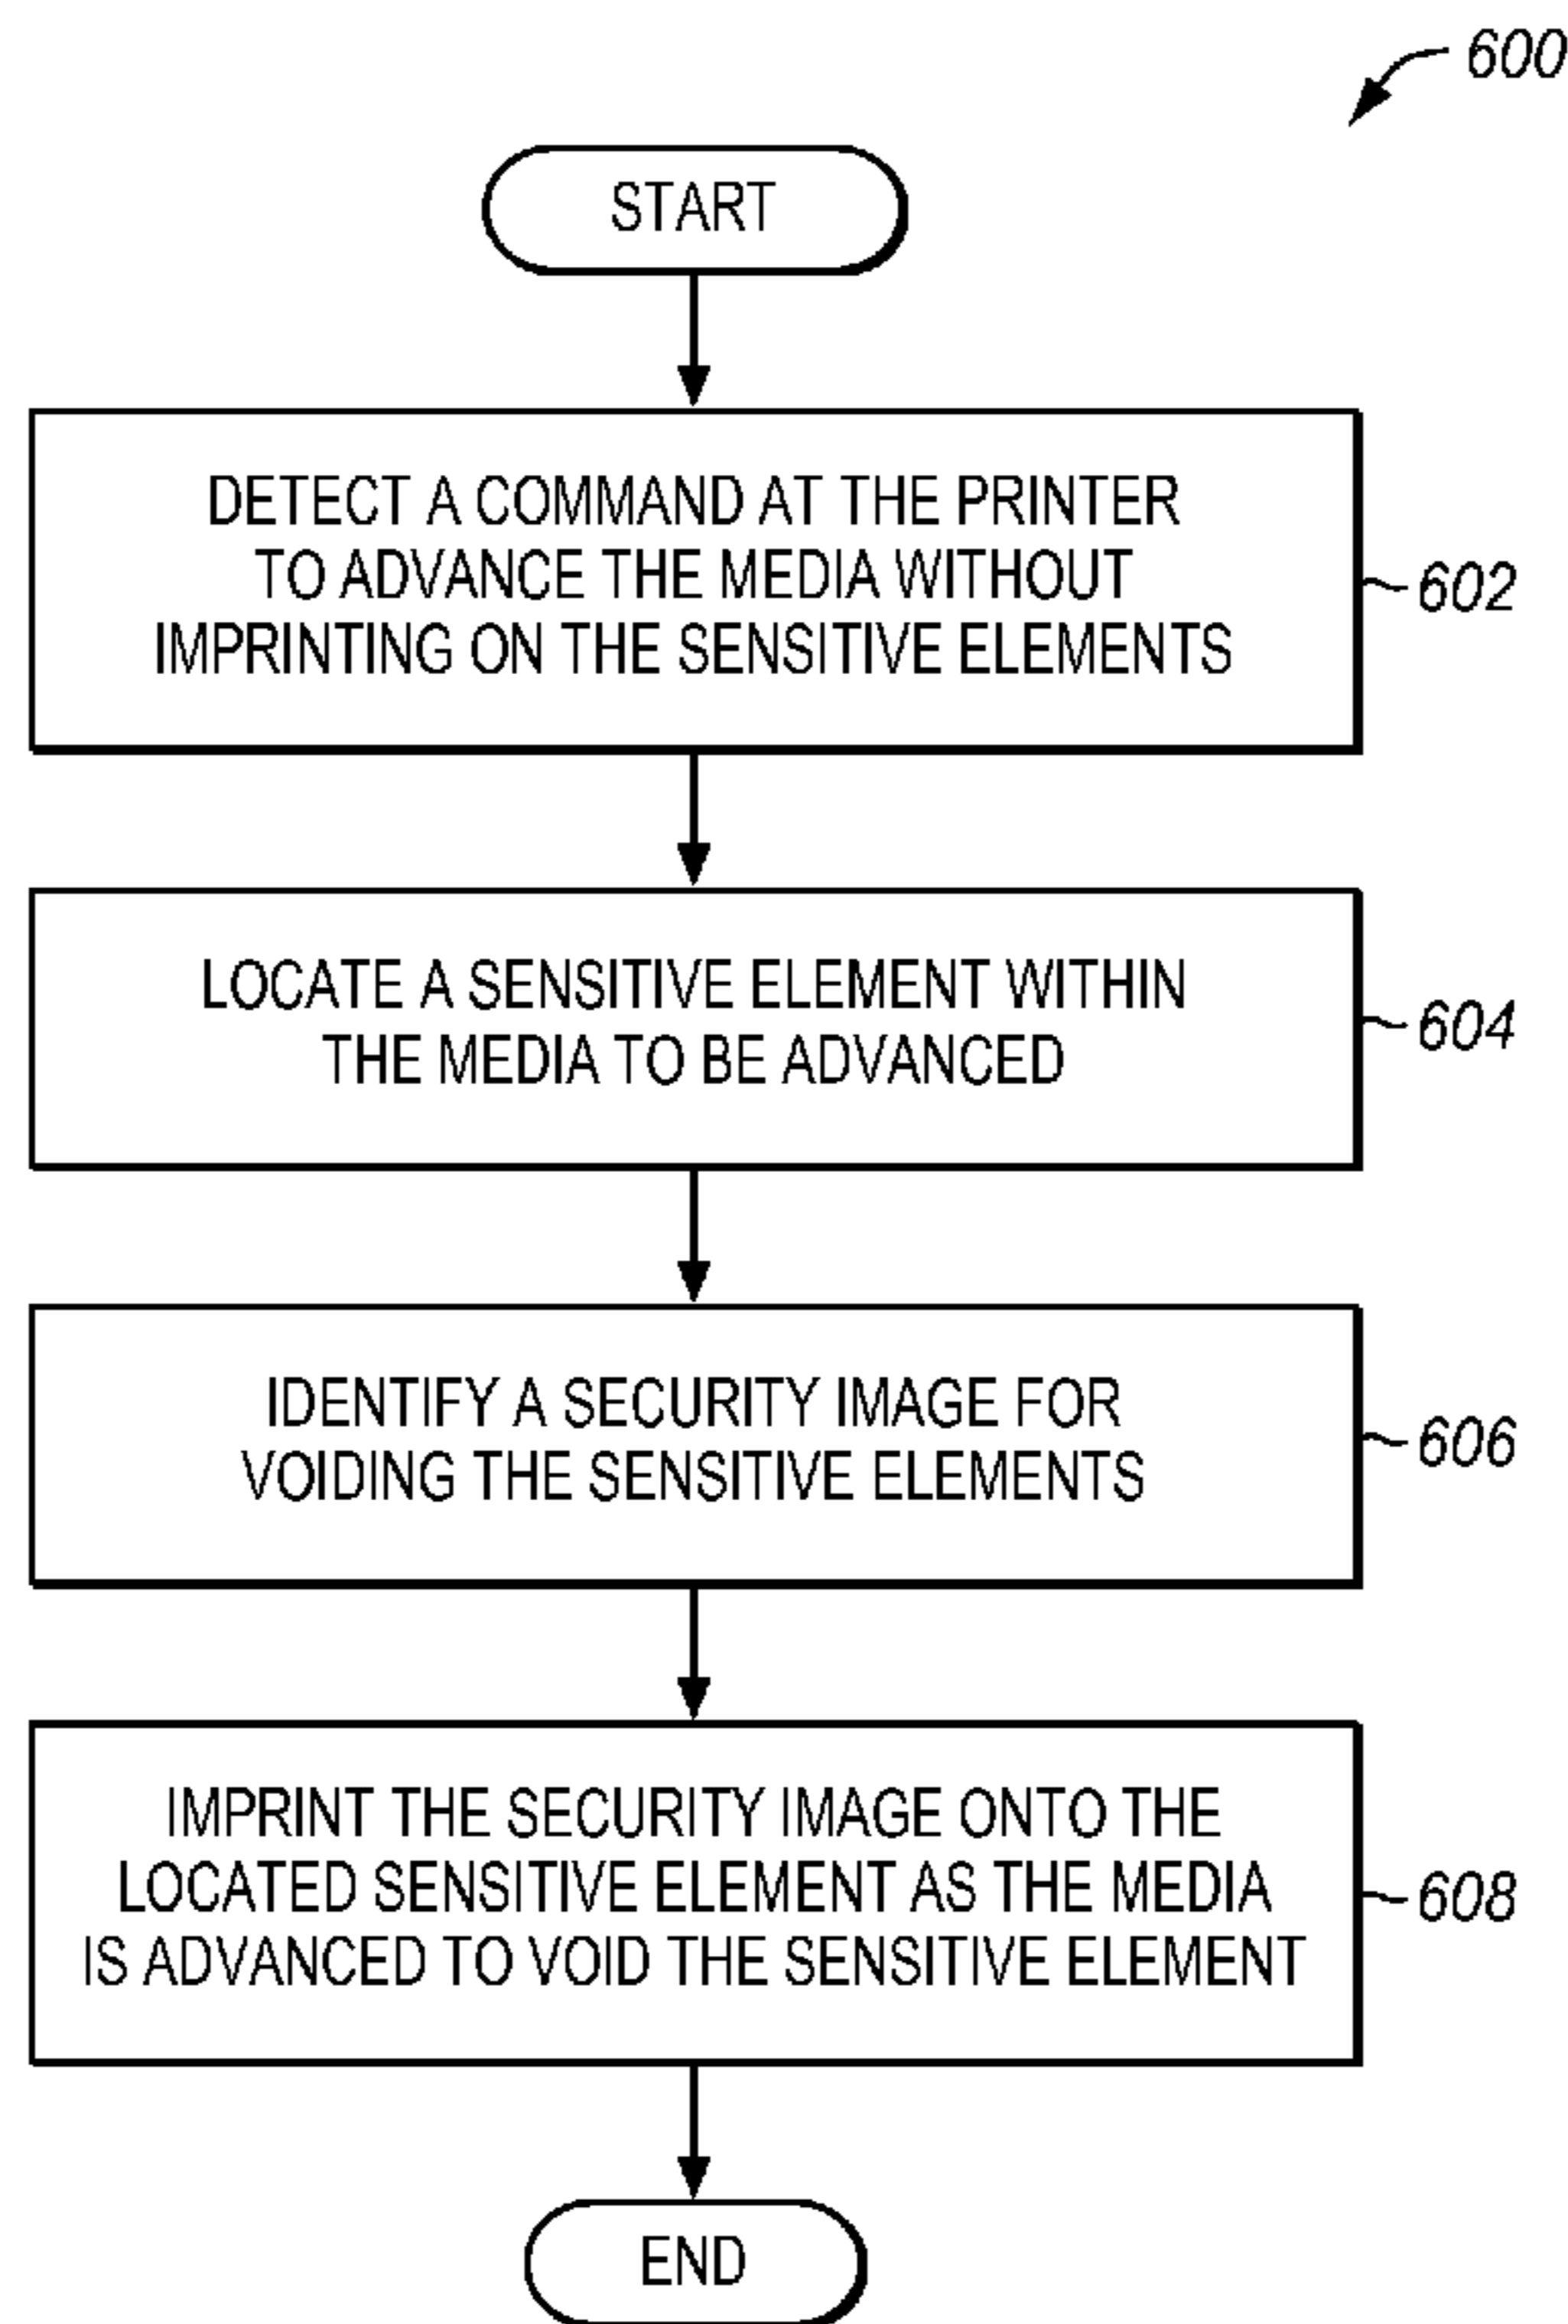 600
START
DETECT A COMMAND AT THE PRINTER
TO ADVANCE THE MEDIA WITHOUT
IMPRINTING ON THE SENSITIVE ELEMENTS
602
LOCATE A SENSITIVE ELEMENT WITHIN
THE MEDIA TO BE ADVANCED
604
IDENTIFY A SECURITY IMAGE FOR
VOIDING THE SENSITIVE ELEMENTS
606
IMPRINT THE SECURITY IMAGE ONTO THE
LOCATED SENSITIVE ELEMENT AS THE MEDIA
IS ADVANCED TO VOID THE SENSITIVE ELEMENT
608
END